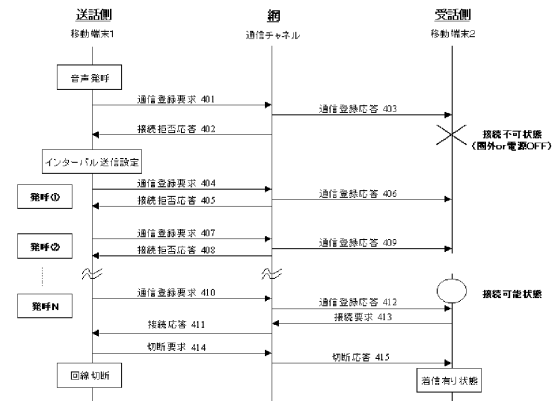 送話側
網
受話側
移動端末1
通信チャネル
移動端末2
音声発呼
通信登録要求 401
通信登録応答 403
接続拒否応答 402
接続不可状態
(圏外or電源OFF)
インターバル送信設定
通信登録要求 404
発呼①
接続拒否応答 405
通信登録応答 406
通信登録要求 407
発呼②
接続拒否応答 408
通信登録応答 409
通信登録要求 410
接続可能状態
発呼N
通信登録応答 412
接続要求 413
接続応答 411
切断要求 414
切断応答 415
回線切断
着信有り状態